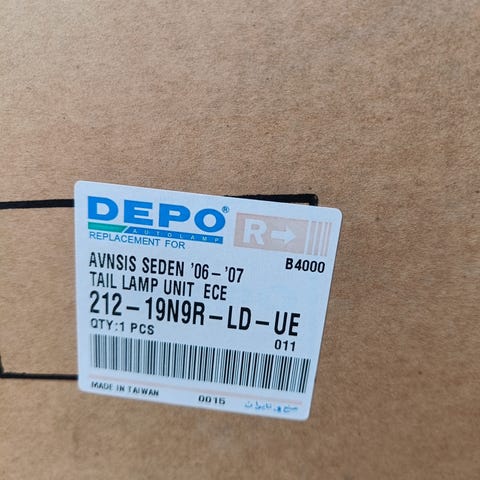 DEPO®
AUTOLAMP
R→
REPLACEMENT FOR
B4000
AVNSIS SEDEN '06-'07
TAIL LAMP UNIT ECE
212-19N9R-LD-UE
QTY:1 PCS
011
MADE IN TAIWAN
0015